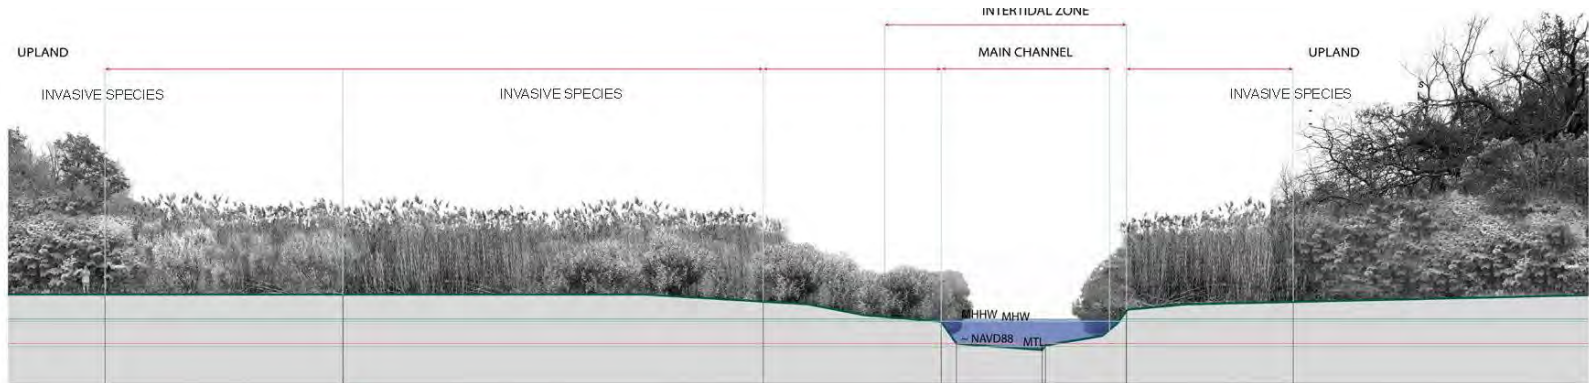 INTERTIDAL ZONE
UPLAND
MAIN CHANNEL
UPLAND
INVASIVE SPECIES
INVASIVE SPECIES
INVASIVE SPECIES
MHHW MHW
~ NAVD88 MTL